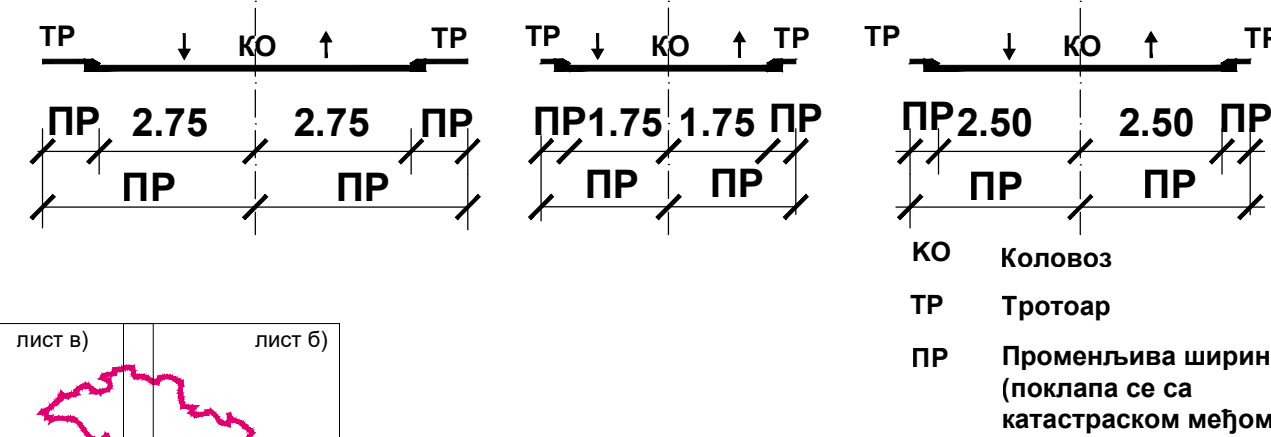 ТР КО ТР
ПР 2.75 2.75 ПР
ПР ПР
ТР КО ТР
ПР 1.75 1.75 ПР
ПР ПР
ТР КО
ПР 2.50 2.50 ПР
ПР ПР
КО Коловоз
ТР Тротоар
ПР Променљива
(поклапа се са
катастраском међом
лист в) лист б)